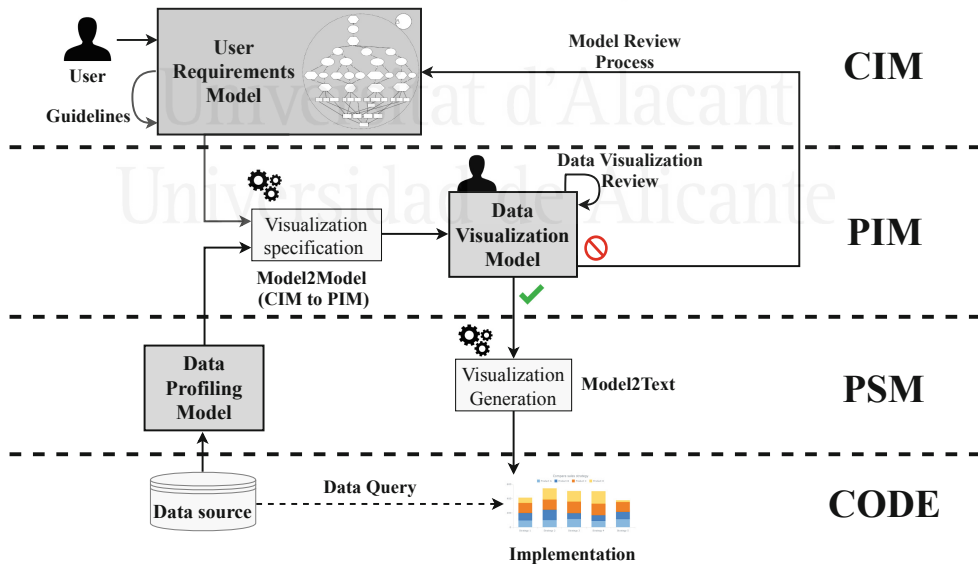 User
User
Requirements
Model
Guidelines
Model Review
Process
CIM
Universitat d'Alacant
Universidad de Alicante
Visualization
specification
Model2Model
(CIM to PIM)
Data Visualization
Review
Data
Visualization
Model
PIM
Data
Profiling
Model
Visualization
Generation
Model2Text
PSM
Data source
Data Query
Implementation
CODE